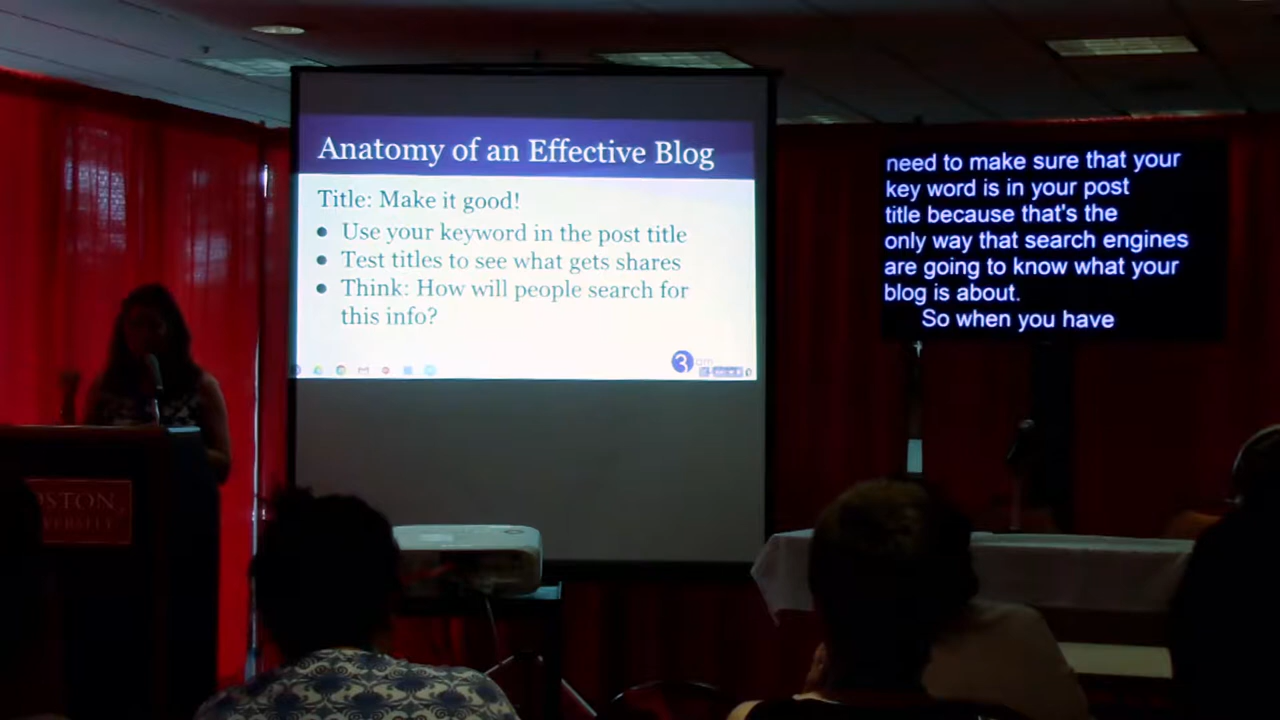 Anatomy of an Effective Blog
Title: Make it good!
● Use your keyword in the post title
● Test titles to see what gets shares
● Think: How will people search for
this info?
3am
need to make sure that your
key word is in your post
title because that's the
only way that search engines
are going to know what your
blog is about.
So when you have
OSTON
VERSITY